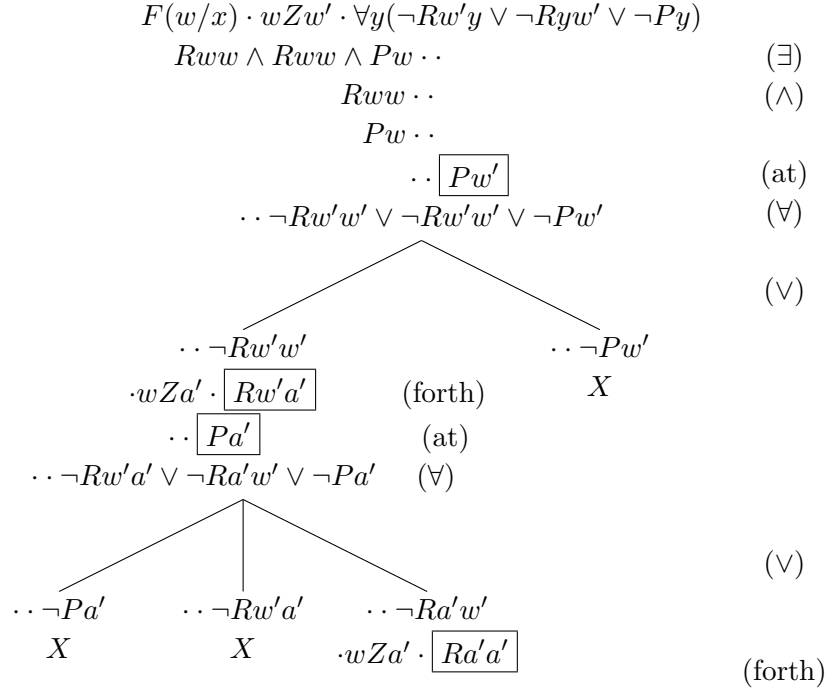 F(w/x) · wZw′ · ∀y(¬Rw′y ∨ ¬Ryw′ ∨ ¬Py)
Rww ∧ Rww ∧ Pw · · (∃)
Rww · · (∧)
Pw · ·
· · Pw′ (at)
· · ¬Rw′w′ ∨ ¬Rw′w′ ∨ ¬Pw′ (∀)
(∨)
· · ¬Rw′w′ · · ¬Pw′
·wZa′ · Rw′a′ (forth) X
· · Pa′ (at)
· · ¬Rw′a′ ∨ ¬Ra′w′ ∨ ¬Pa′ (∀)
(∨)
· · ¬Pa′ · · ¬Rw′a′ · · ¬Ra′w′
X X ·wZa′ · Ra′a′ (forth)